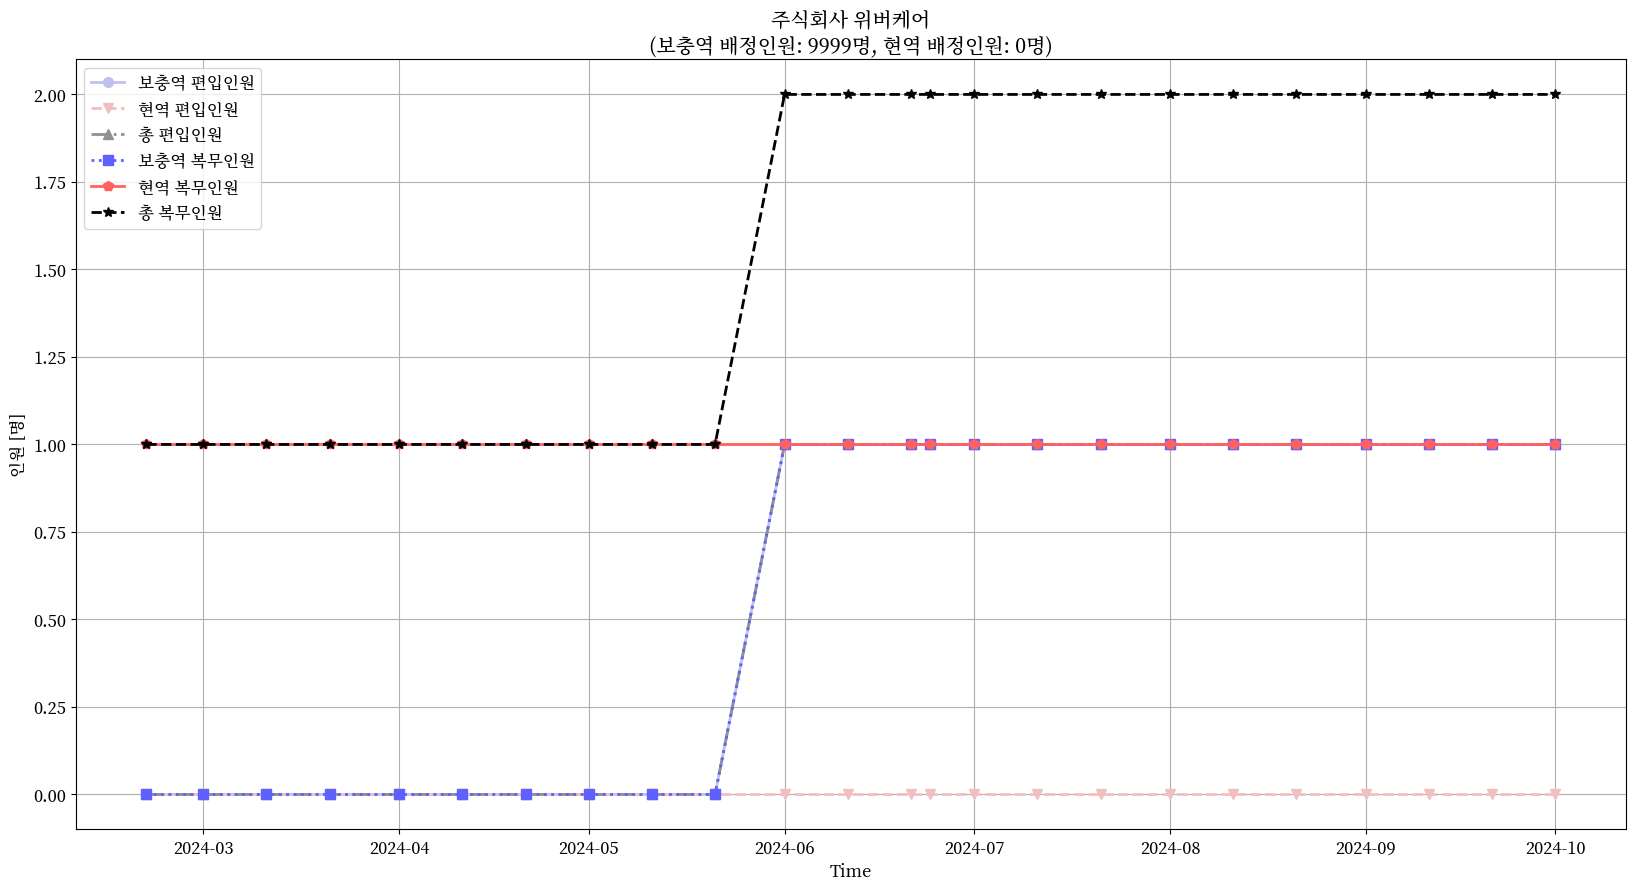 주식회사 위버케어
(보충역 배정인원: 9999명, 현역 배정인원: 0명)
보충역 편입인원
현역 편입인원
총 편입인원
보충역 복무인원
현역 복무인원
총 복무인원
2.00
1.75
1.50
1.25
1.00
0.75
0.50
0.25
0.00
인원 [명]
2024-03 2024-04 2024-05 2024-06 2024-07 2024-08 2024-09 2024-10
Time